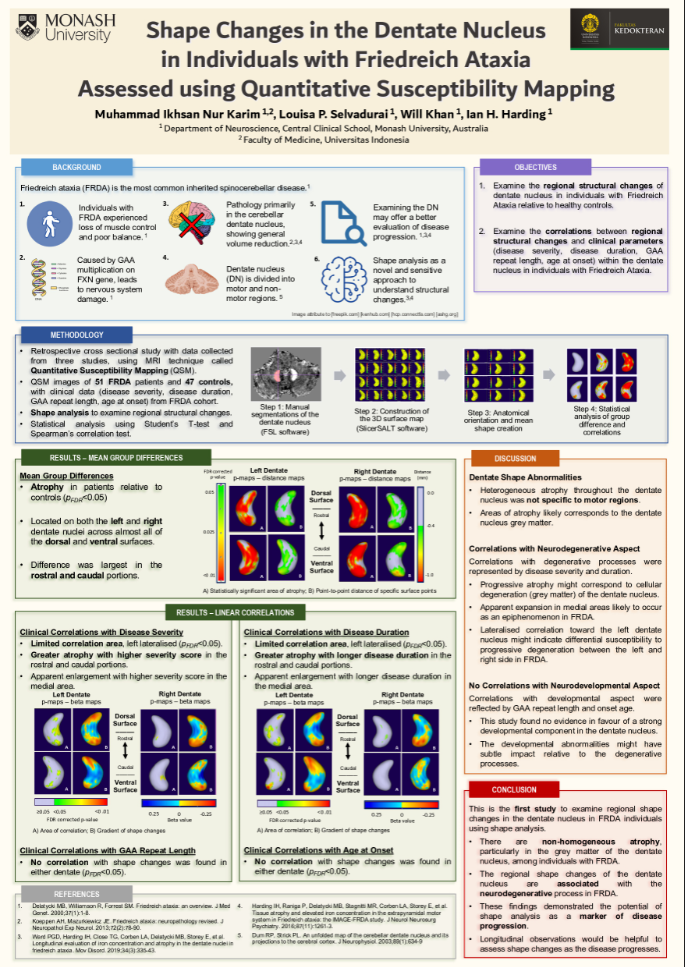 MONASH
University
FAKULTAS
KEDOKTERAN
Shape Changes in the Dentate Nucleus
in Individuals with Friedreich Ataxia
Assessed using Quantitative Susceptibility Mapping
Muhammad Ikhsan Nur Karim 1,2, Louisa P. Selvadurai 1, Will Khan 1, Ian H. Harding 1
1 Department of Neuroscience, Central Clinical School, Monash University, Australia
2 Faculty of Medicine, Universitas Indonesia
BACKGROUND
Friedreich ataxia (FRDA) is the most common inherited spinocerebellar disease.1
1.
Individuals with
FRDA experienced
loss of muscle control
and poor balance. 1
2.
Caused by GAA
multiplication on
FXN gene, leads to
nervous system
damage. 1
3.
Pathology primarily
in the cerebellar
dentate nucleus,
showing general
volume reduction.2,3,4
4.
Dentate nucleus
(DN) is divided into
motor and non-
motor regions. 5
5.
Examining the DN
may offer a better
evaluation of disease
progression. 1,3,4
6.
Shape analysis as a
novel and sensitive
approach to
understand structural
changes.3,4
OBJECTIVES
1. Examine the regional structural changes of
dentate nucleus in individuals with Friedreich
Ataxia relative to healthy controls.
2. Examine the correlations between regional
structural changes and clinical parameters
(disease severity, disease duration, GAA
repeat length, age at onset) within the dentate
nucleus in individuals with Friedreich Ataxia.
METHODOLOGY
• Retrospective cross sectional study with data collected
from three studies, using MRI technique called
Quantitative Susceptibility Mapping (QSM).
• QSM images of 51 FRDA patients and 47 controls,
with clinical data (disease severity, disease duration,
GAA repeat length, age at onset) from FRDA cohort.
• Shape analysis to examine regional structural changes.
• Statistical analysis using Student's T-test and
Spearman's correlation test.
Step 1: Manual
segmentations of the
dentate nucleus
(FSL software)
Step 2: Construction of
the 3D surface map
(SlicerSALT software)
Step 3: Anatomical
orientation and mean
shape creation
Step 4: Statistical
analysis of group
difference and
correlations
RESULTS – MEAN GROUP DIFFERENCES
Mean Group Differences
• Atrophy in patients relative to
controls (pFDR<0.05)
• Located on both the left and right
dentate nuclei across almost all of
the dorsal and ventral surfaces.
• Difference was largest in the
rostral and caudal portions.
FDR corrected
p-value
0.05
0.025
<0.01
Left Dentate
p-maps – distance maps
Right Dentate
p-maps – distance maps
Distance
(mm)
0.0
-0.4
Dorsal
Surface
Rostral
Caudal
Ventral
Surface
A) Statistically significant area of atrophy; B) Point-to-point distance of specific surface points
RESULTS – LINEAR CORRELATIONS
Clinical Correlations with Disease Severity
• Limited correlation area, left lateralised (pFDR<0.05).
• Greater atrophy with higher severity score in the
rostral and caudal portions.
• Apparent enlargement with higher severity score in the
medial area.
Left Dentate
p-maps – beta maps
Right Dentate
p-maps – beta maps
Dorsal
Surface
Rostral
Caudal
Ventral
Surface
≥0.05 <0.05 <0.01
FDR corrected p-value
0.25 0 -0.25
Beta value
A) Area of correlation; B) Gradient of shape changes
Clinical Correlations with GAA Repeat Length
• No correlation with shape changes was found in
either dentate (pFDR<0.05).
Clinical Correlations with Disease Duration
• Limited correlation area, left lateralised (pFDR<0.05).
• Greater atrophy with longer disease duration in the
rostral and caudal portions.
• Apparent enlargement with longer disease duration in
the medial area.
Left Dentate
p-maps – beta maps
Right Dentate
p-maps – beta maps
Dorsal
Surface
Rostral
Caudal
Ventral
Surface
≥0.05 <0.05 <0.01
FDR corrected p-value
0.25 0 -0.25
Beta value
A) Area of correlation; B) Gradient of shape changes
Clinical Correlations with Age at Onset
• No correlation with shape changes was found in
either dentate (pFDR<0.05).
DISCUSSION
Dentate Shape Abnormalities
• Heterogeneous atrophy throughout the dentate
nucleus was not specific to motor regions.
• Areas of atrophy likely corresponds to the dentate
nucleus grey matter.
Correlations with Neurodegenerative Aspect
Correlations with degenerative processes were
represented by disease severity and duration.
• Progressive atrophy might correspond to cellular
degeneration (grey matter) of the dentate nucleus.
• Apparent expansion in medial areas likely to occur
as an epiphenomenon in FRDA.
• Lateralised correlation toward the left dentate
nucleus might indicate differential susceptibility to
progressive degeneration between the left and
right side in FRDA.
No Correlations with Neurodevelopmental Aspect
Correlations with developmental aspect were
reflected by GAA repeat length and onset age.
• This study found no evidence in favour of a strong
developmental component in the dentate nucleus.
• The developmental abnormalities might have
subtle impact relative to the degenerative
processes.
CONCLUSION
This is the first study to examine regional shape
changes in the dentate nucleus in FRDA individuals
using shape analysis.
• There are non-homogeneous atrophy,
particularly in the grey matter of the dentate
nucleus, among individuals with FRDA.
• The regional shape changes of the dentate
nucleus are associated with the
neurodegenerative process in FRDA.
• These findings demonstrated the potential of
shape analysis as a marker of disease
progression.
• Longitudinal observations would be helpful to
assess shape changes as the disease progresses.
REFERENCES
1. Delatycki MB, Williamson R, Forrest SM. Friedreich ataxia: an overview. J Med
Genet. 2000;37(1):1-8.
2. Koeppen AH, Mazurkiewicz JE. Friedreich ataxia: neuropathology revised. J
Neuropathol Exp Neurol. 2013;72(2):78-90.
3. Ward PGD, Harding IH, Close TG, Corben LA, Delatycki MB, Storey E, et al.
Longitudinal evaluation of iron concentration and atrophy in the dentate nuclei in
friedreich ataxia. Mov Disord. 2019;34(3):335-43.
4. Harding IH, Raniga P, Delatycki MB, Stagnitti MR, Corben LA, Storey E, et al.
Tissue atrophy and elevated iron concentration in the extrapyramidal motor
system in Friedreich ataxia: the IMAGE-FRDA study. J Neurol Neurosurg
Psychiatry. 2016;87(11):1261-3.
5. Dum RP, Strick PL. An unfolded map of the cerebellar dentate nucleus and its
projections to the cerebral cortex. J Neurophysiol. 2003;89(1):634-9